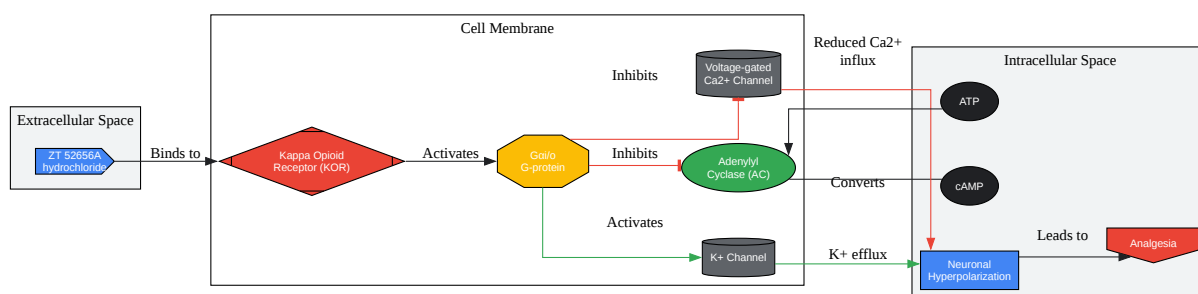 Cell Membrane
Reduced Ca2+
influx
Intracellular Space
Voltage-gated
Ca2+ Channel
Inhibits
ATP
Extracellular Space
ZT 52656A
hydrochloride
Binds to
Kappa Opioid
Receptor (KOR)
Activates
Gαi/o
G-protein
Inhibits
Adenylyl
Cyclase (AC)
Converts
cAMP
Activates
K+ Channel
K+ efflux
Neuronal
Hyperpolarization
Leads to
Analgesia